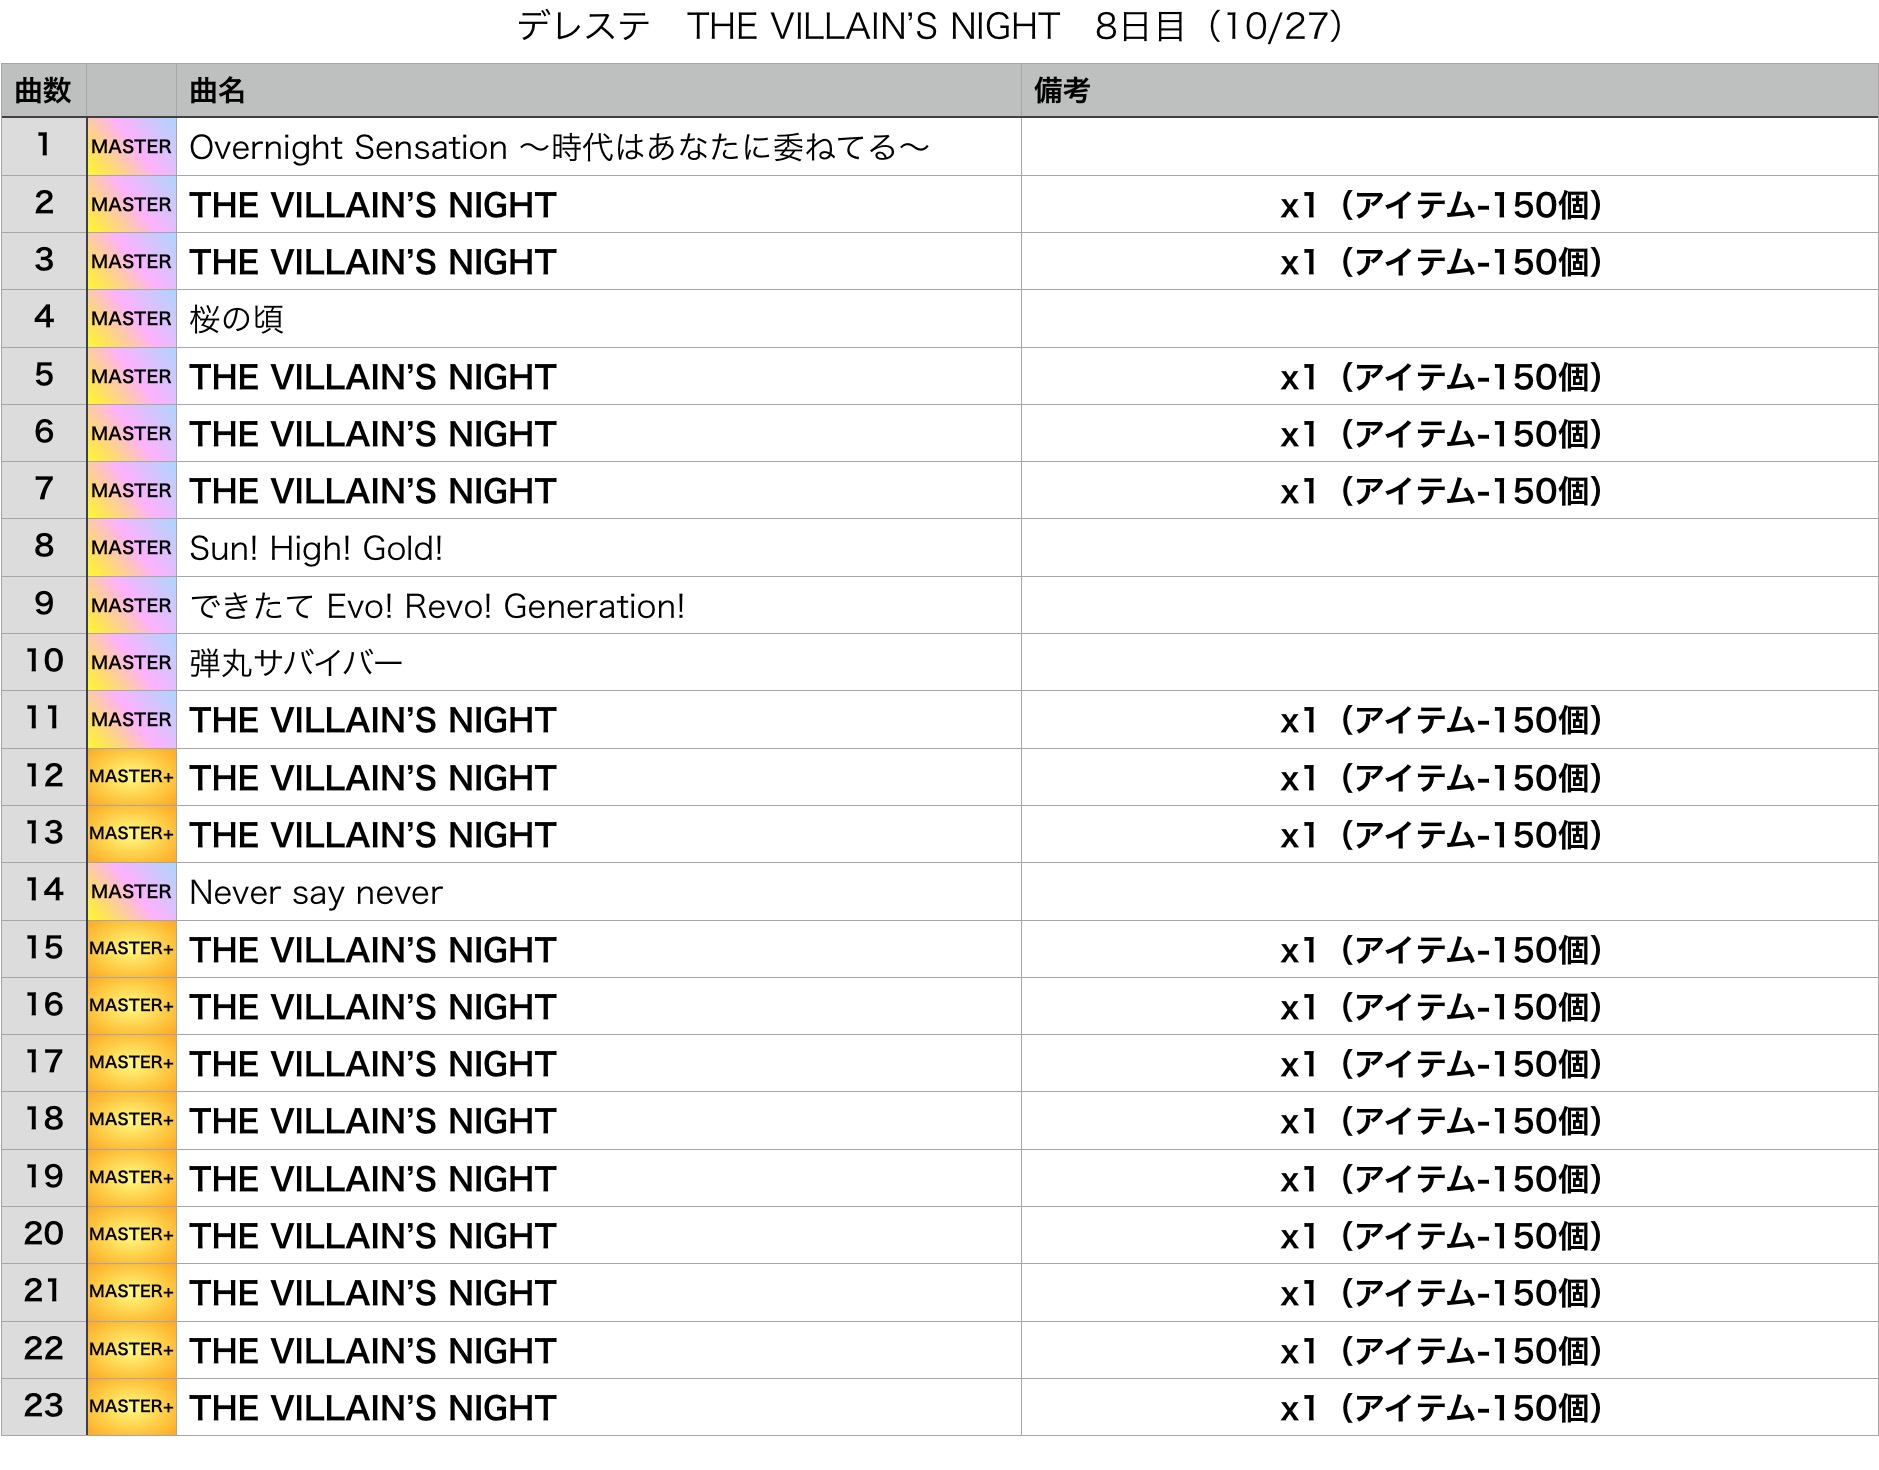 デレステ　THE VILLAIN’S NIGHT　8日目（10/27）
曲数 曲名 備考
1 MASTER Overnight Sensation 〜時代はあなたに委ねてる〜
2 MASTER THE VILLAIN’S NIGHT x1（アイテム-150個）
3 MASTER THE VILLAIN’S NIGHT x1（アイテム-150個）
4 MASTER 桜の頃
5 MASTER THE VILLAIN’S NIGHT x1（アイテム-150個）
6 MASTER THE VILLAIN’S NIGHT x1（アイテム-150個）
7 MASTER THE VILLAIN’S NIGHT x1（アイテム-150個）
8 MASTER Sun! High! Gold!
9 MASTER できたて Evo! Revo! Generation!
10 MASTER 弾丸サバイバー
11 MASTER THE VILLAIN’S NIGHT x1（アイテム-150個）
12 MASTER+ THE VILLAIN’S NIGHT x1（アイテム-150個）
13 MASTER+ THE VILLAIN’S NIGHT x1（アイテム-150個）
14 MASTER Never say never
15 MASTER+ THE VILLAIN’S NIGHT x1（アイテム-150個）
16 MASTER+ THE VILLAIN’S NIGHT x1（アイテム-150個）
17 MASTER+ THE VILLAIN’S NIGHT x1（アイテム-150個）
18 MASTER+ THE VILLAIN’S NIGHT x1（アイテム-150個）
19 MASTER+ THE VILLAIN’S NIGHT x1（アイテム-150個）
20 MASTER+ THE VILLAIN’S NIGHT x1（アイテム-150個）
21 MASTER+ THE VILLAIN’S NIGHT x1（アイテム-150個）
22 MASTER+ THE VILLAIN’S NIGHT x1（アイテム-150個）
23 MASTER+ THE VILLAIN’S NIGHT x1（アイテム-150個）